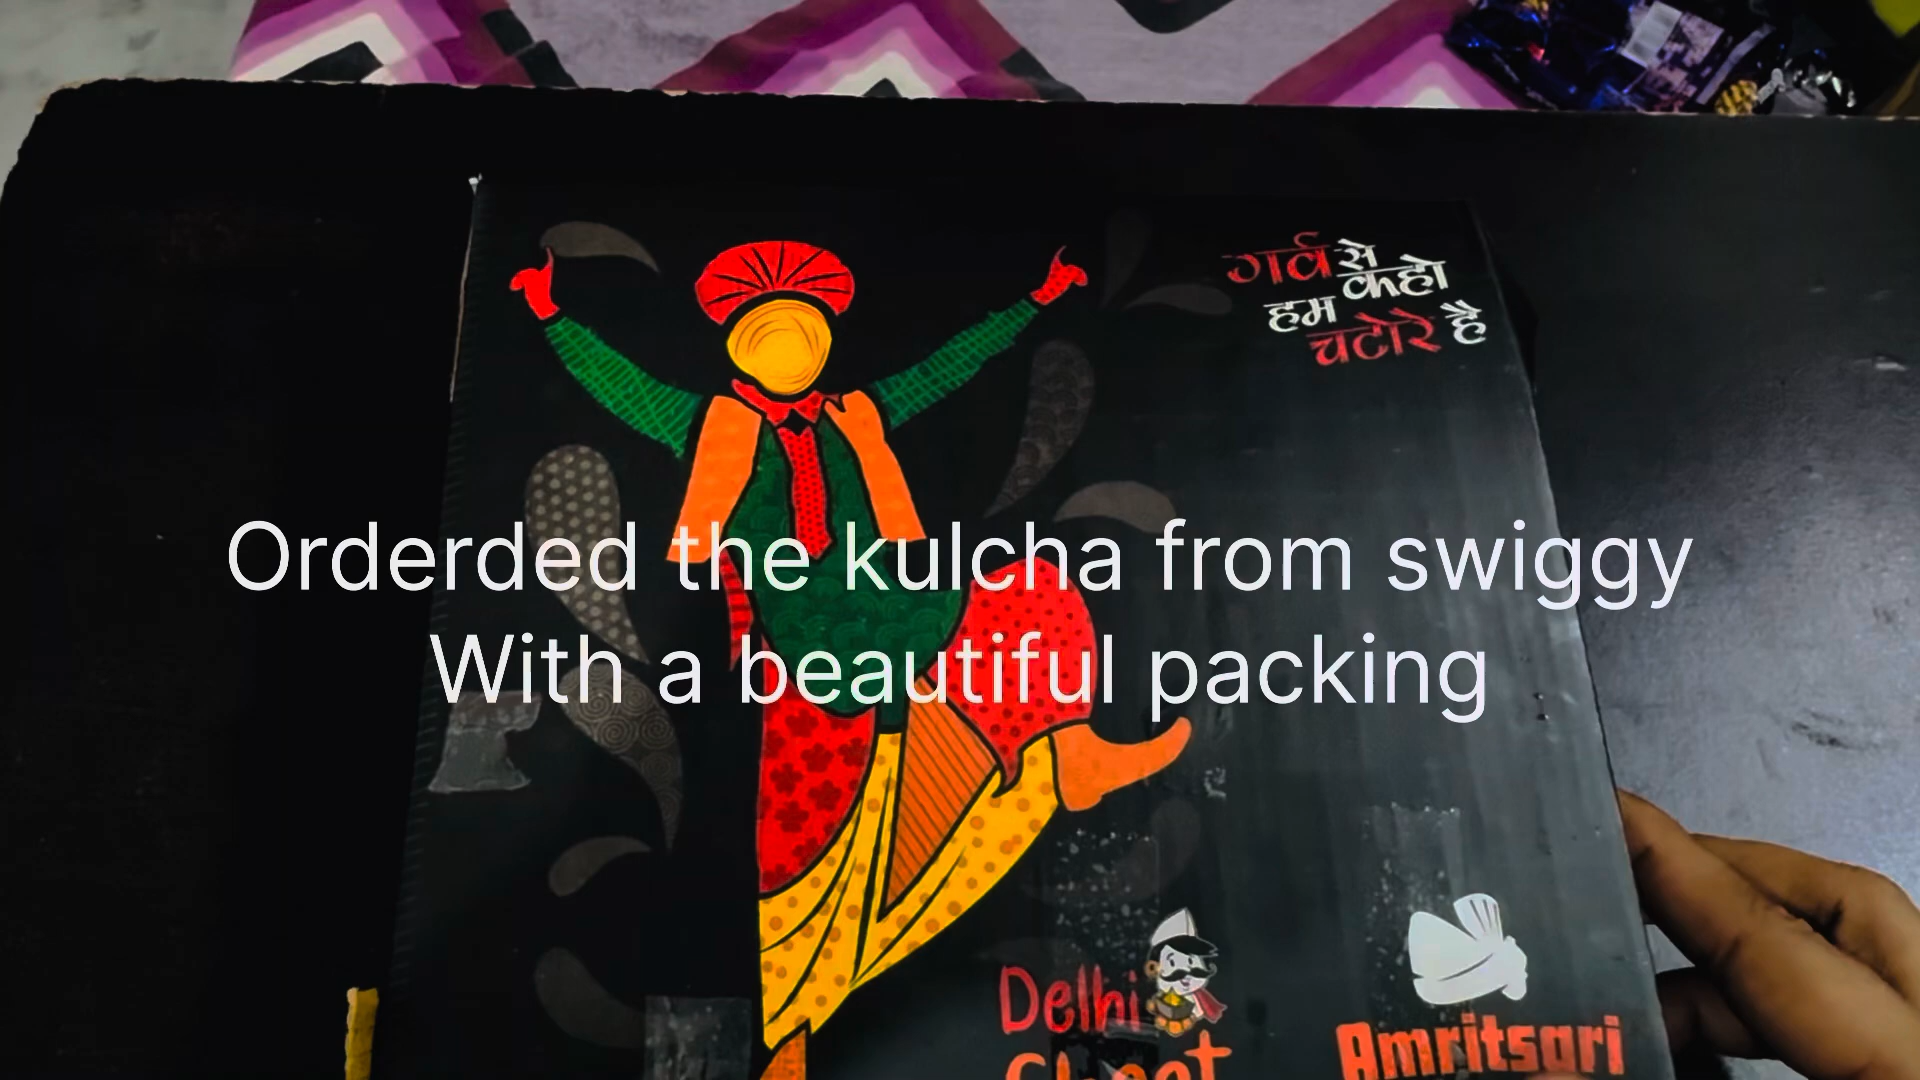 गर्व से
कहो
हम
चटोरे है
Orderded the kulcha from swiggy
With a beautiful packing
Delhi
Amritsari